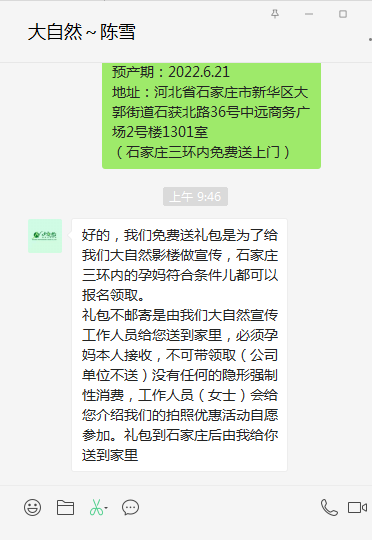 大自然～陈雪
预产期：2022.6.21
地址：河北省石家庄市新华区大
郭街道石获北路36号中远商务广
场2号楼1301室
（石家庄三环内免费送上门）
上午 9:46
好的，我们免费送礼包是为了给
我们大自然影楼做宣传，石家庄
三环内的孕妈符合条件儿都可以
报名领取。
礼包不邮寄是由我们大自然宣传
工作人员给您送到家里，必须孕
妈本人接收，不可带领取（公司
单位不送）没有任何的隐形强制
性消费，工作人员（女士）会给
您介绍我们的拍照优惠活动自愿
参加。礼包到石家庄后由我给你
送到家里